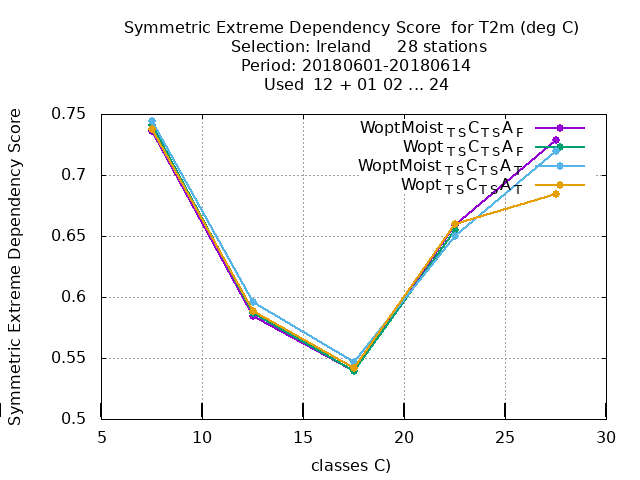 Symmetric Extreme Dependency Score for T2m (deg C)
Selection: Ireland 28 stations
Period: 20180601-20180614
Used 12 + 01 02 ... 24
Symmetric Extreme Dependency Score
0.75
0.7
0.65
0.6
0.55
0.5
WoptMoist TS C TS A F
Wopt TS C TS A F
WoptMoist TS C TS A T
Wopt TS C TS A T
5 10 15 20 25 30
classes C)